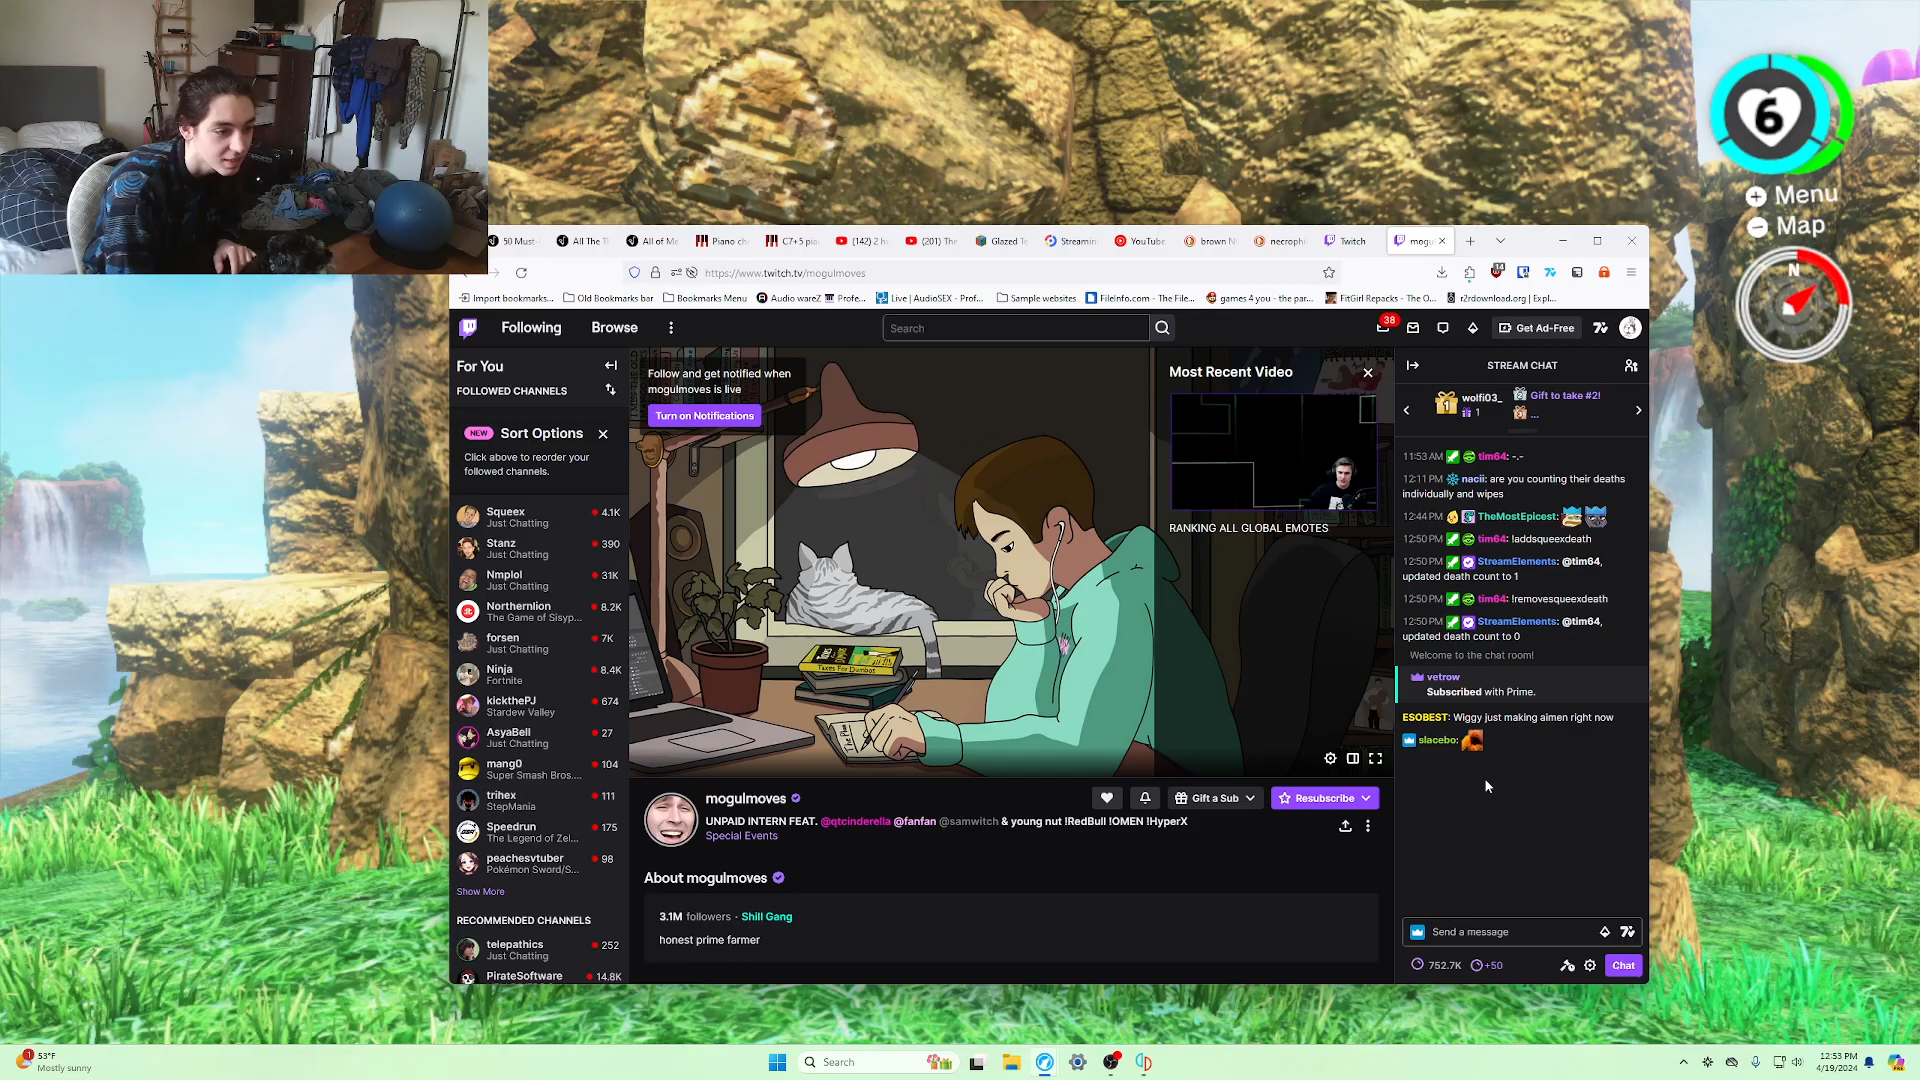 50 Must
All The T
All of Me
Piano ch
C7+5 pia
(142) 2 h
(201) The
Glazed Te
Streamin
YouTube
brown N
necrophi
Twitch
mogul
https://www.twitch.tv/mogulmoves
Import bookmarks...
Old Bookmarks bar
Bookmarks Menu
Audio wareZ
Profe...
Live | AudioSEX - Prof...
Sample websites
FileInfo.com - The File...
games 4 you - the par...
FitGirl Repacks - The O...
r2rdownload.org | Expl...
6
Menu
Map
N
Following
Browse
Search
38
14
Get Ad-Free
For You
FOLLOWED CHANNELS
NEW Sort Options
Click above to reorder your
followed channels.
Squeex 4.1K
Just Chatting
Stanz 390
Just Chatting
Nmplol 31K
Just Chatting
Northernlion 8.2K
The Game of Sisyp...
forsen 7K
Just Chatting
Ninja 8.4K
Fortnite
kickthePJ 674
Stardew Valley
AsyaBell 27
Just Chatting
mang0 104
Super Smash Bros....
trihex 111
StepMania
Speedrun 175
The Legend of Zel...
peachesvtuber 98
Pokémon Sword/S...
Show More
RECOMMENDED CHANNELS
telepathics 252
Just Chatting
PirateSoftware 14.8K
Follow and get notified when
mogulmoves is live
Turn on Notifications
Most Recent Video
RANKING ALL GLOBAL EMOTES
Taxes For Dumbos
The Plan
mogulmoves
UNPAID INTERN FEAT. @qtcinderella @fanfan @samwitch & young nut !RedBull !OMEN !HyperX
Special Events
Gift a Sub
Resubscribe
About mogulmoves
3.1M followers · Shill Gang
honest prime farmer
STREAM CHAT
1
wolfi03_
1
2 Gift to take #2!
3 ...
11:53 AM tim64: -.-
12:11 PM nacii: are you counting their deaths
individually and wipes
12:44 PM TheMostEpicest:
12:50 PM tim64: !addsqueexdeath
12:50 PM StreamElements: @tim64,
updated death count to 1
12:50 PM tim64: !removesqueexdeath
12:50 PM StreamElements: @tim64,
updated death count to 0
Welcome to the chat room!
vetrow
Subscribed with Prime.
ESOBEST: Wiggy just making aimen right now
slacebo:
Send a message
752.7K
+50
Chat
1
53°F
Mostly sunny
Search
12:53 PM
4/19/2024